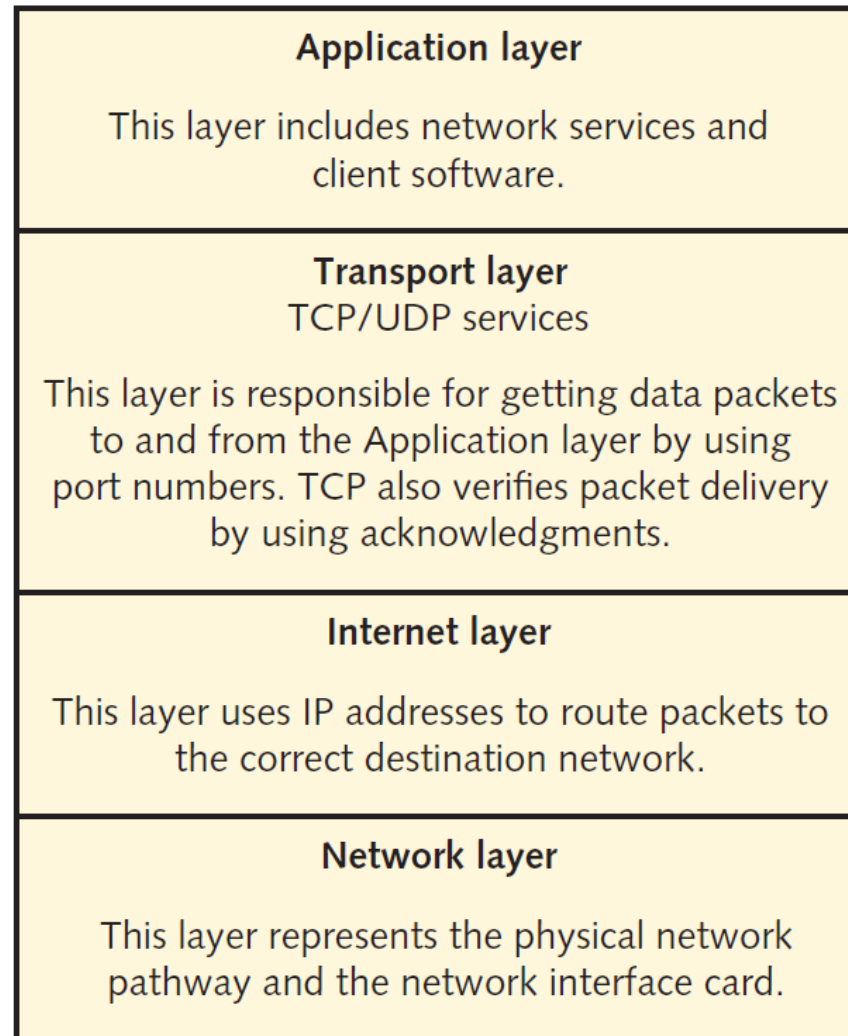 Application layer
This layer includes network services and
client software.
Transport layer
TCP/UDP services
This layer is responsible for getting data packets
to and from the Application layer by using
port numbers. TCP also verifies packet delivery
by using acknowledgments.
Internet layer
This layer uses IP addresses to route packets to
the correct destination network.
Network layer
This layer represents the physical network
pathway and the network interface card.